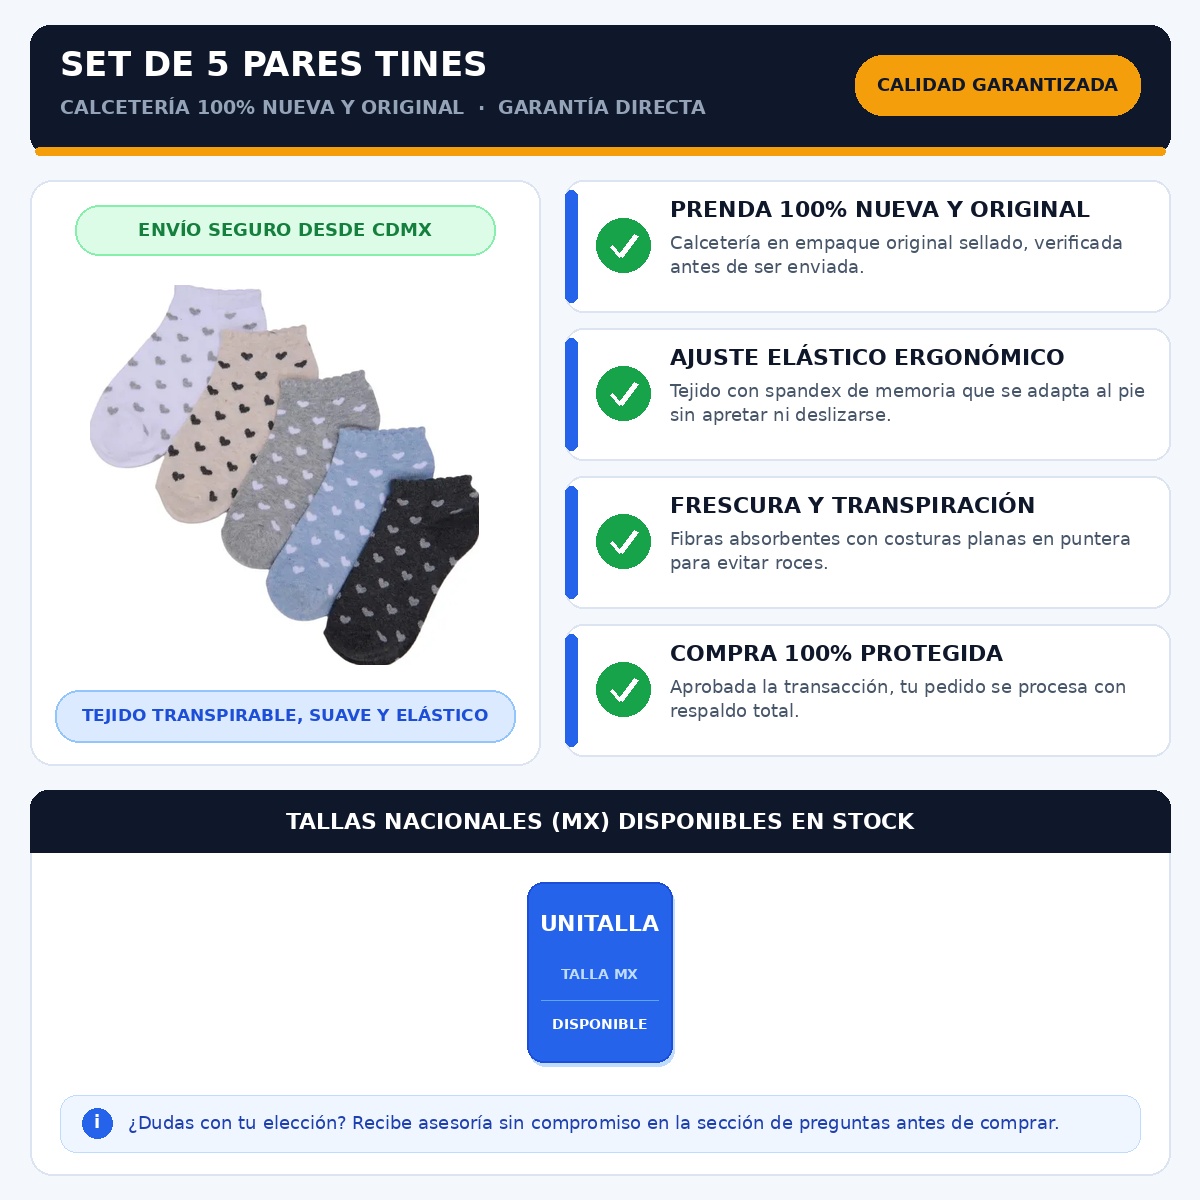 SET DE 5 PARES TINES
CALCETERÍA 100% NUEVA Y ORIGINAL · GARANTÍA DIRECTA
CALIDAD GARANTIZADA
ENVÍO SEGURO DESDE CDMX
TEJIDO TRANSPIRABLE, SUAVE Y ELÁSTICO
PRENDA 100% NUEVA Y ORIGINAL
Calcetería en empaque original sellado, verificada
antes de ser enviada.
AJUSTE ELÁSTICO ERGONÓMICO
Tejido con spandex de memoria que se adapta al pie
sin apretar ni deslizarse.
FRESCURA Y TRANSPIRACIÓN
Fibras absorbentes con costuras planas en puntera
para evitar roces.
COMPRA 100% PROTEGIDA
Aprobada la transacción, tu pedido se procesa con
respaldo total.
TALLAS NACIONALES (MX) DISPONIBLES EN STOCK
UNITALLA
TALLA MX
DISPONIBLE
i ¿Dudas con tu elección? Recibe asesoría sin compromiso en la sección de preguntas antes de comprar.